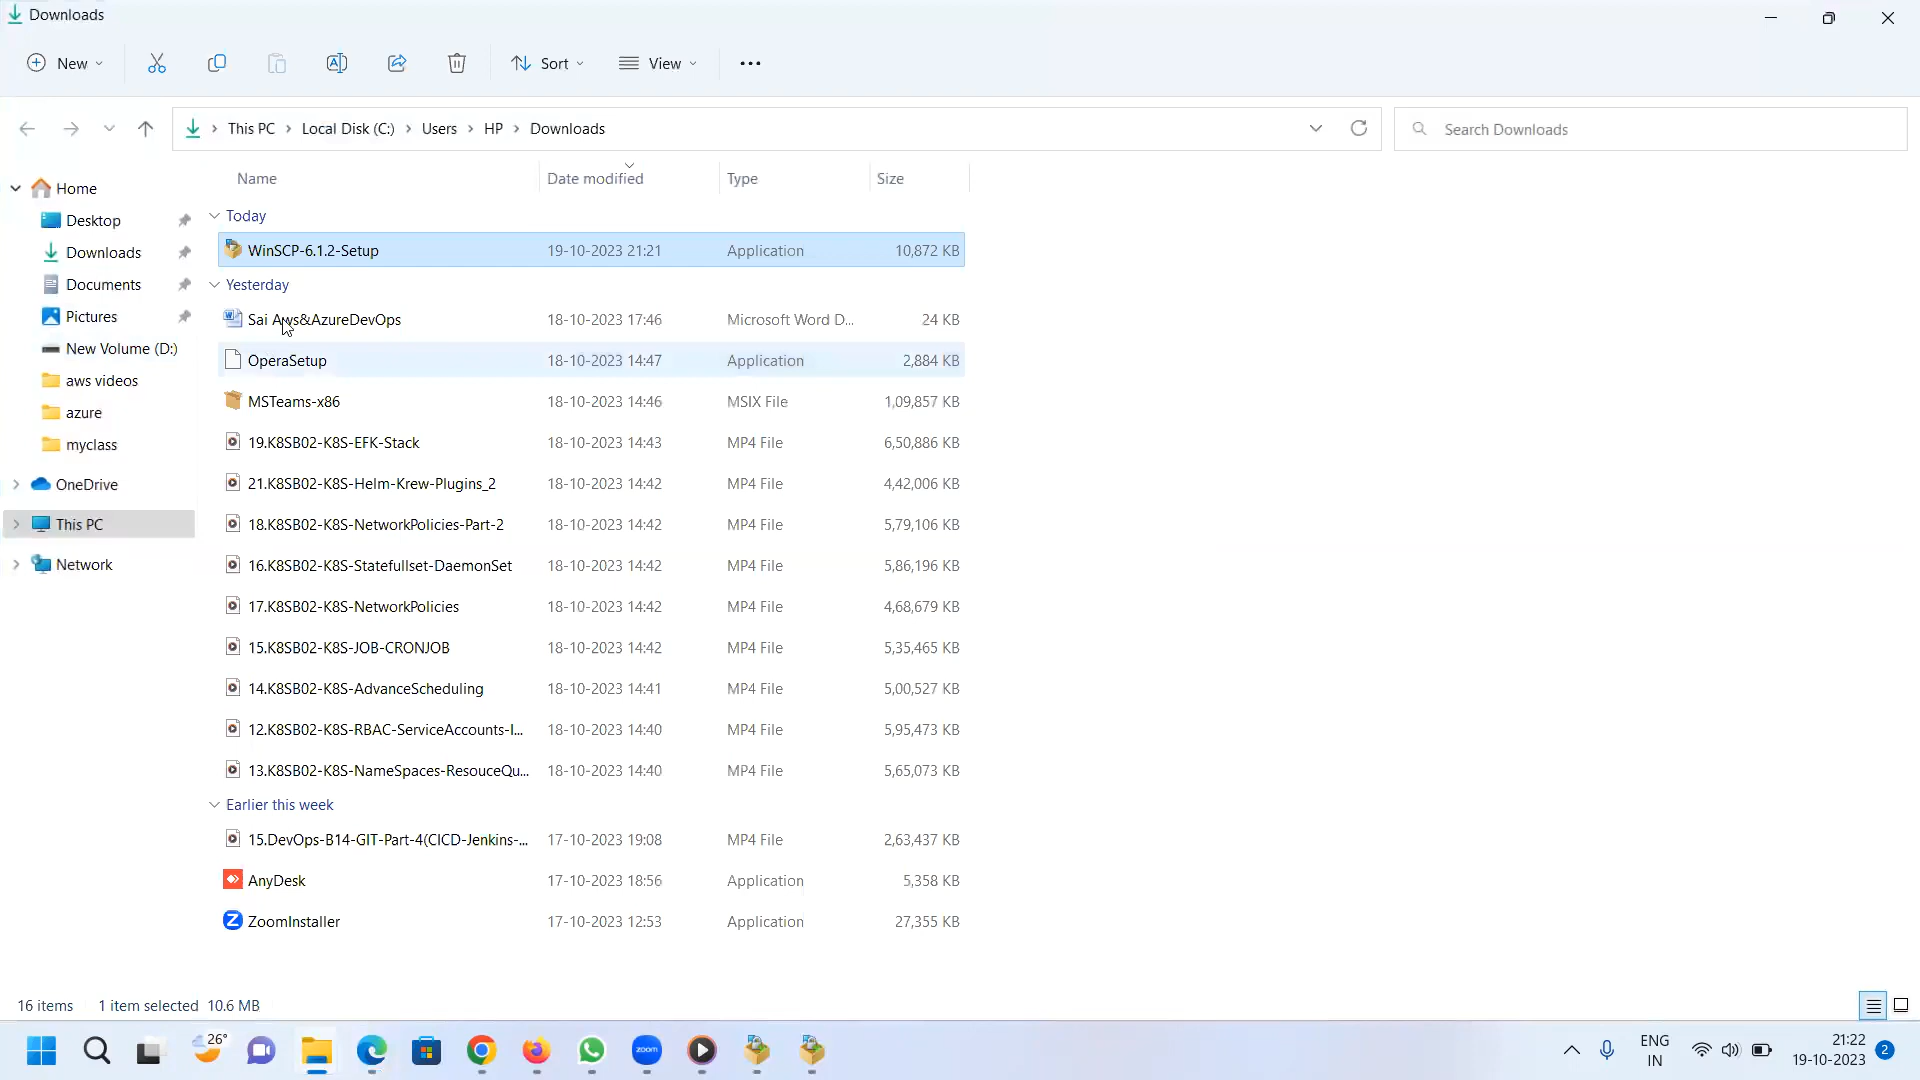 Downloads
New
Sort
View
This PC > Local Disk (C:) > Users > HP > Downloads
Search Downloads
Name Date modified Type Size
Home
Desktop
Downloads
Documents
Pictures
New Volume (D:)
aws videos
azure
myclass
OneDrive
This PC
Network
Today
WinSCP-6.1.2-Setup 19-10-2023 21:21 Application 10,872 KB
Yesterday
Sai Aws&AzureDevOps 18-10-2023 17:46 Microsoft Word D... 24 KB
OperaSetup 18-10-2023 14:47 Application 2,884 KB
MSTeams-x86 18-10-2023 14:46 MSIX File 1,09,857 KB
19.K8SB02-K8S-EFK-Stack 18-10-2023 14:43 MP4 File 6,50,886 KB
21.K8SB02-K8S-Helm-Krew-Plugins_2 18-10-2023 14:42 MP4 File 4,42,006 KB
18.K8SB02-K8S-NetworkPolicies-Part-2 18-10-2023 14:42 MP4 File 5,79,106 KB
16.K8SB02-K8S-Statefullset-DaemonSet 18-10-2023 14:42 MP4 File 5,86,196 KB
17.K8SB02-K8S-NetworkPolicies 18-10-2023 14:42 MP4 File 4,68,679 KB
15.K8SB02-K8S-JOB-CRONJOB 18-10-2023 14:42 MP4 File 5,35,465 KB
14.K8SB02-K8S-AdvanceScheduling 18-10-2023 14:41 MP4 File 5,00,527 KB
12.K8SB02-K8S-RBAC-ServiceAccounts-I... 18-10-2023 14:40 MP4 File 5,95,473 KB
13.K8SB02-K8S-NameSpaces-ResouceQu... 18-10-2023 14:40 MP4 File 5,65,073 KB
Earlier this week
15.DevOps-B14-GIT-Part-4(CICD-Jenkins-... 17-10-2023 19:08 MP4 File 2,63,437 KB
AnyDesk 17-10-2023 18:56 Application 5,358 KB
ZoomInstaller 17-10-2023 12:53 Application 27,355 KB
16 items 1 item selected 10.6 MB
26°
zoom
ENG
IN
21:22
19-10-2023
2